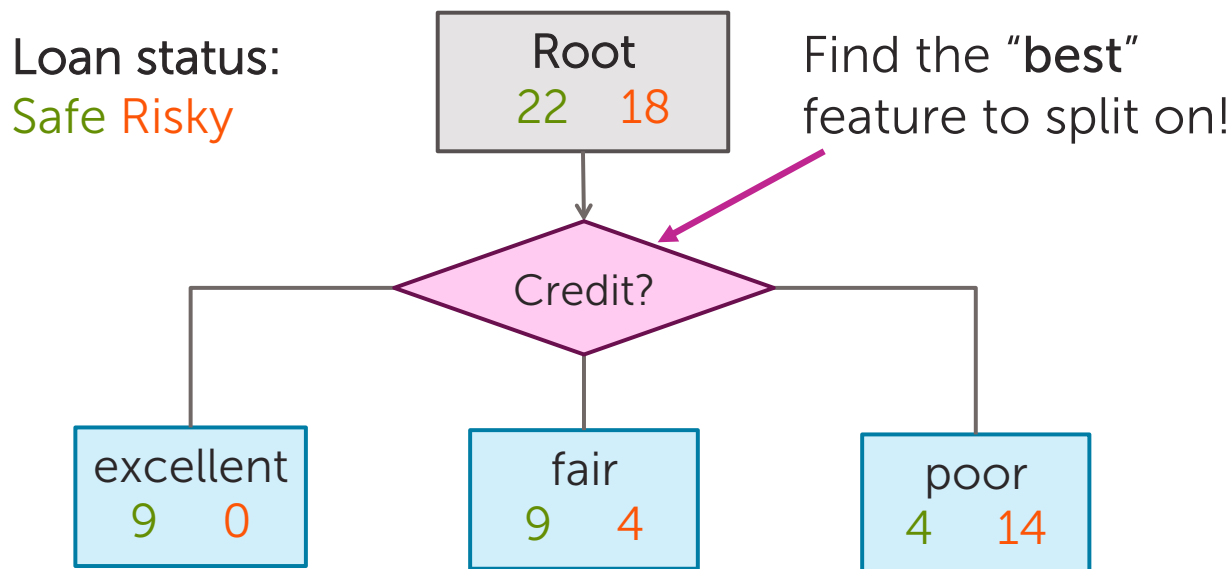 Loan status:
Safe Risky
Root
22 18
Find the “best”
feature to split on!
Credit?
excellent
9 0
fair
9 4
poor
4 14